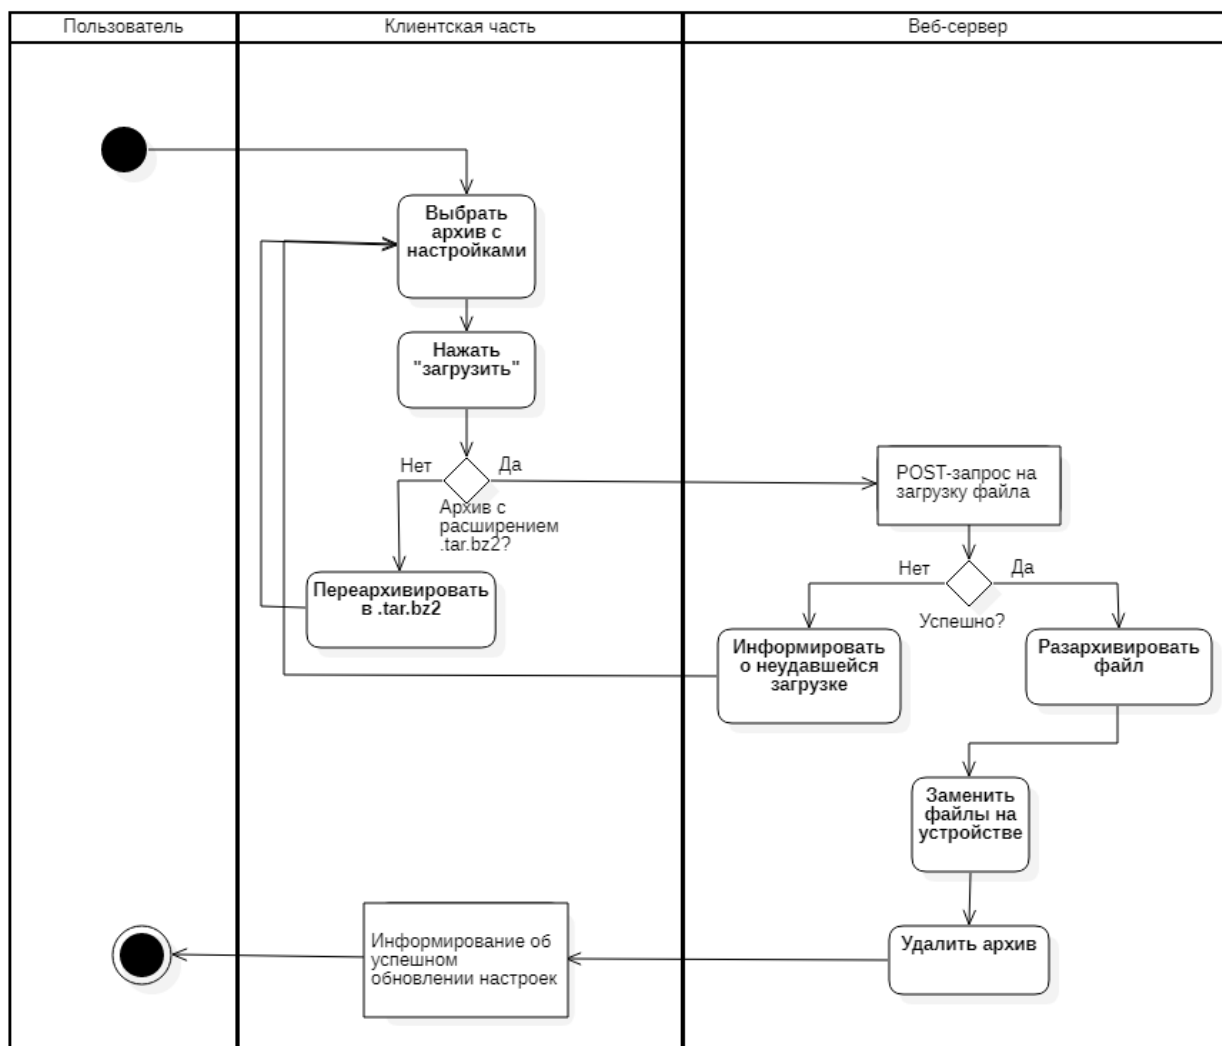 Пользователь
Клиентская часть
Веб-сервер
Выбрать
архив с
настройками
Нажать
"загрузить"
Нет
Да
Архив с
расширением
.tar.bz2?
POST-запрос на
загрузку файла
Переархивировать
в .tar.bz2
Нет
Да
Успешно?
Информировать
о неудавшейся
загрузке
Разархивировать
файл
Заменить
файлы на
устройстве
Удалить архив
Информирование об
успешном
обновлении настроек